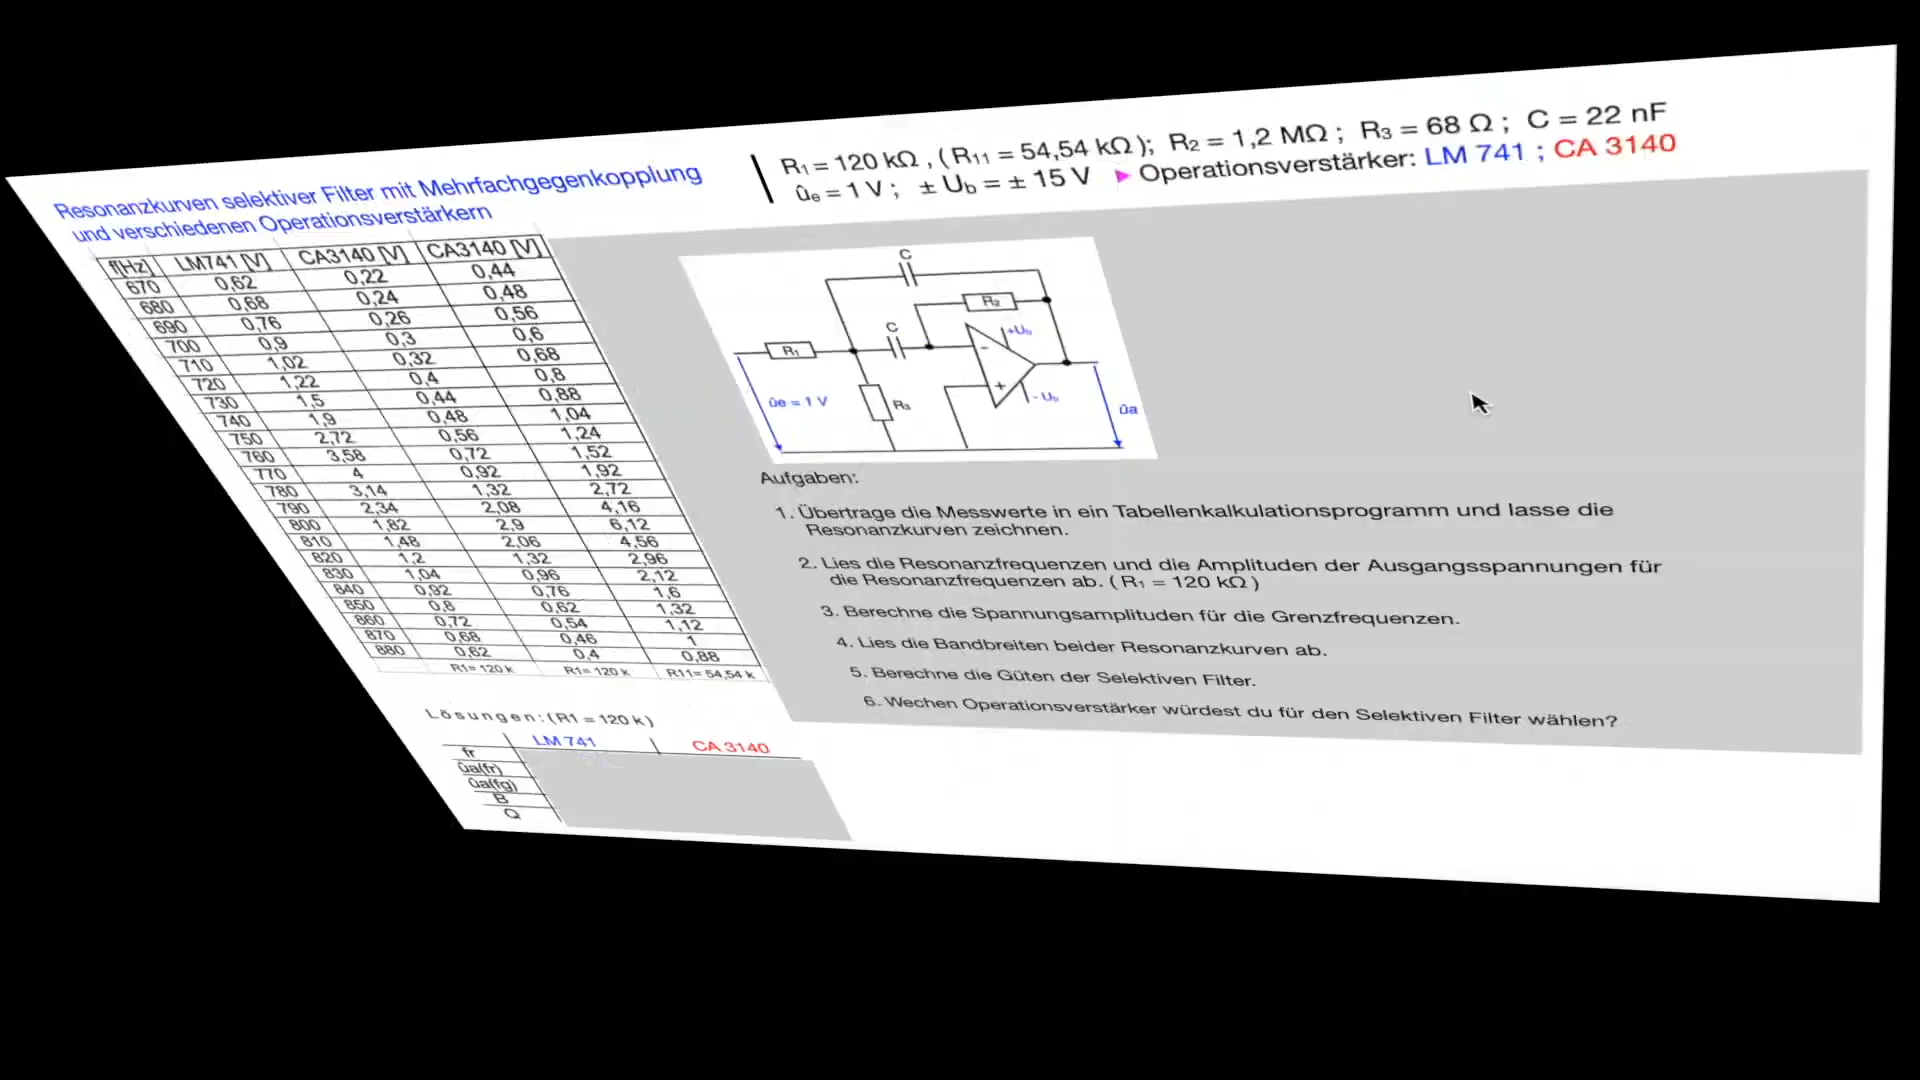 Resonanzkurven selektiver Filter mit Mehrfachgegenkopplung
und verschiedenen Operationsverstärkern
R1 = 120 kΩ , ( R11 = 54,54 kΩ ); R2 = 1,2 MΩ ; R3 = 68 Ω ; C = 22 nF
ûe = 1 V ; ± Ub = ± 15 V ► Operationsverstärker: LM 741 ; CA 3140
f[Hz] LM741 [V] CA3140 [V] CA3140 [V]
670 0,62 0,22 0,44
680 0,68 0,24 0,48
690 0,76 0,26 0,56
700 0,9 0,3 0,6
710 1,02 0,32 0,68
720 1,22 0,4 0,8
730 1,5 0,44 0,88
740 1,9 0,48 1,04
750 2,72 0,56 1,24
760 3,58 0,72 1,52
770 4 0,92 1,92
780 3,14 1,32 2,72
790 2,34 2,08 4,16
800 1,82 2,9 6,12
810 1,48 2,06 4,56
820 1,2 1,32 2,96
830 1,04 0,96 2,12
840 0,92 0,76 1,6
850 0,8 0,62 1,32
860 0,72 0,54 1,12
870 0,68 0,46 1
880 0,62 0,4 0,88
R1= 120 k R1= 120 k R11= 54,54 k
C
R2
C
+Ub
R1
-
+
- Ub
R3
ûe = 1 V
ûa
Aufgaben:
1. Übertrage die Messwerte in ein Tabellenkalkulationsprogramm und lasse die
Resonanzkurven zeichnen.
2. Lies die Resonanzfrequenzen und die Amplituden der Ausgangsspannungen für
die Resonanzfrequenzen ab. ( R1 = 120 kΩ )
3. Berechne die Spannungsamplituden für die Grenzfrequenzen.
4. Lies die Bandbreiten beider Resonanzkurven ab.
5. Berechne die Güten der Selektiven Filter.
6. Wechen Operationsverstärker würdest du für den Selektiven Filter wählen?
Lösungen: (R1 = 120 k)
LM 741 CA 3140
fr
ûa(fr)
ûa(fg)
B
Q